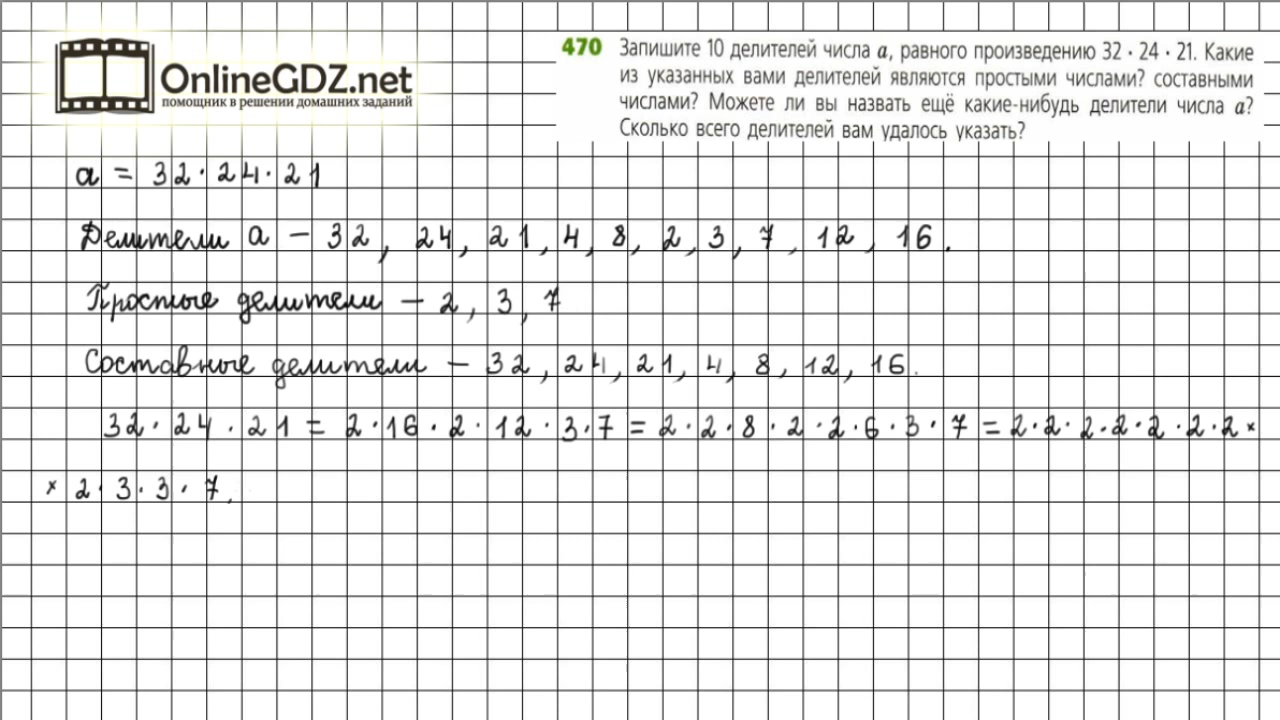 OnlineGDZ.net
помощник в решении домашних заданий
470 Запишите 10 делителей числа a, равного произведению 32 · 24 · 21. Какие
из указанных вами делителей являются простыми числами? составными
числами? Можете ли вы назвать ещё какие-нибудь делители числа a?
Сколько всего делителей вам удалось указать?
a = 32 · 24 · 21
Делители a – 32, 24, 21, 4, 8, 2, 3, 7, 12, 16.
Простые делители – 2, 3, 7
Составные делители – 32, 24, 21, 4, 8, 12, 16.
32 · 24 · 21 = 2 · 16 · 2 · 12 · 3 · 7 = 2 · 2 · 8 · 2 · 2 · 6 · 3 · 7 = 2 · 2 · 2 · 2 · 2 · 2 · 2 ×
× 2 · 3 · 3 · 7.